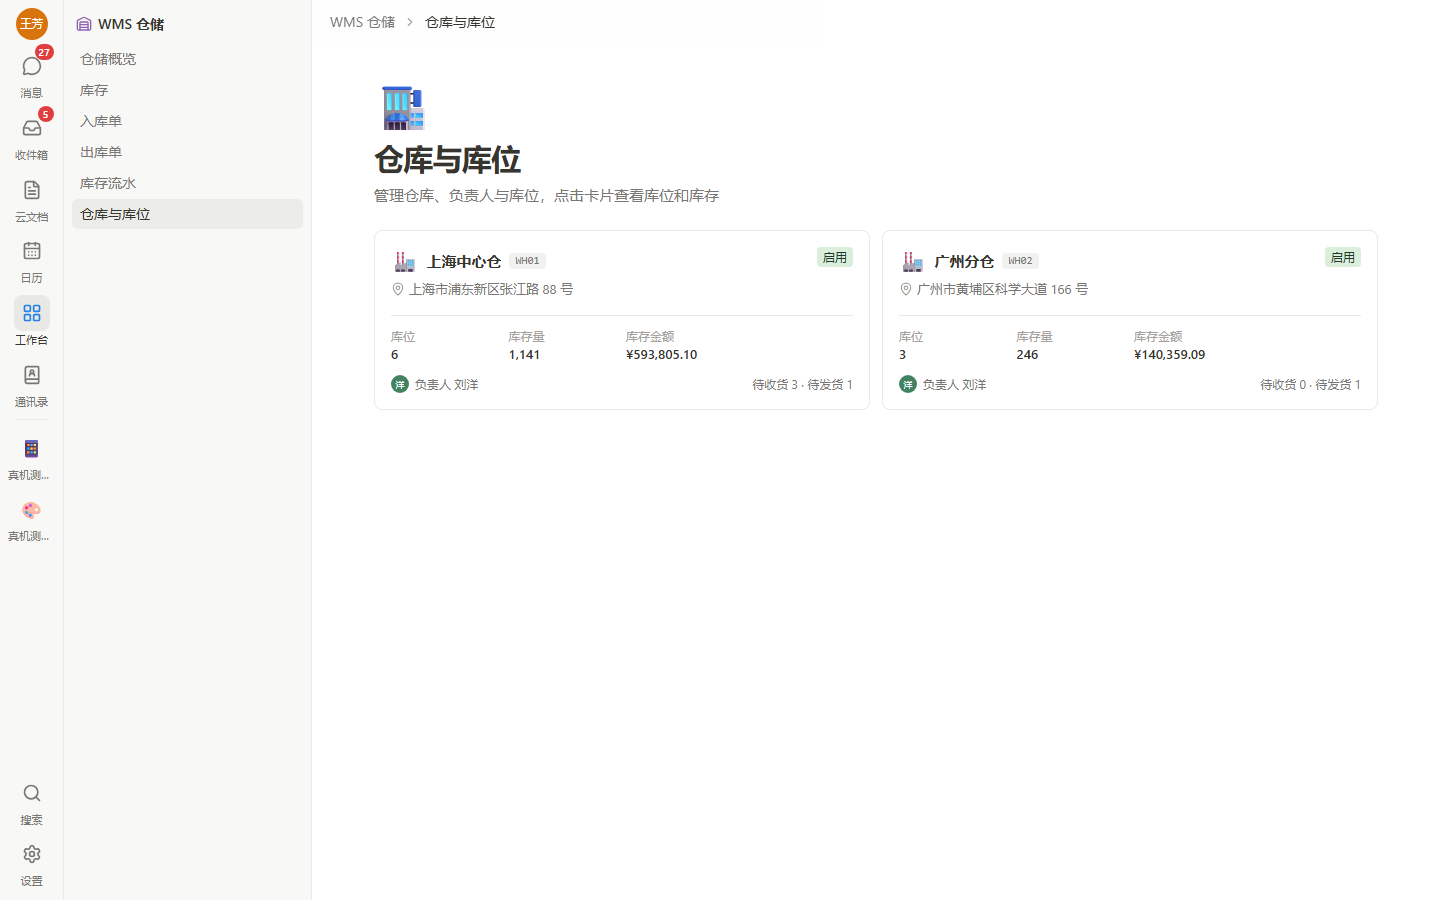 王芳
27
消息
5
收件箱
云文档
日历
工作台
通讯录
真机测...
真机测...
搜索
设置
WMS 仓储
仓储概览
库存
入库单
出库单
库存流水
仓库与库位
WMS 仓储 > 仓库与库位
仓库与库位
管理仓库、负责人与库位，点击卡片查看库位和库存
上海中心仓 WH01 启用
上海市浦东新区张江路 88 号
库位 库存量 库存金额
6 1,141 ¥593,805.10
洋 负责人 刘洋 待收货 3 · 待发货 1
广州分仓 WH02 启用
广州市黄埔区科学大道 166 号
库位 库存量 库存金额
3 246 ¥140,359.09
洋 负责人 刘洋 待收货 0 · 待发货 1